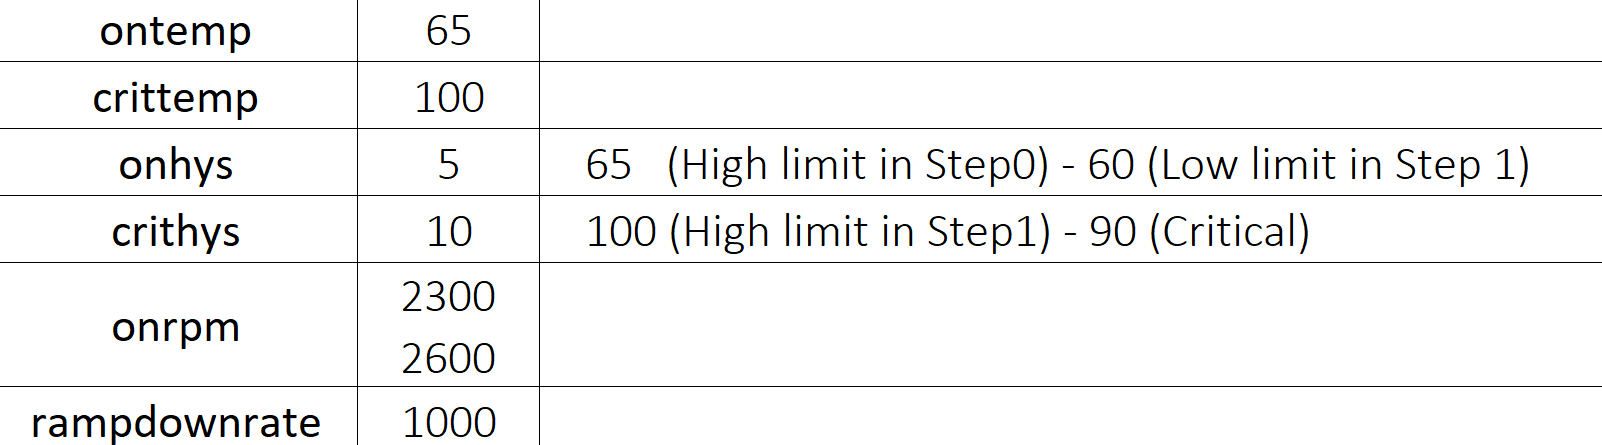 ontemp 65
crittemp 100
onhys 5 65 (High limit in Step0) - 60 (Low limit in Step 1)
crithys 10 100 (High limit in Step1) - 90 (Critical)
onrpm 2300
2600
rampdownrate 1000